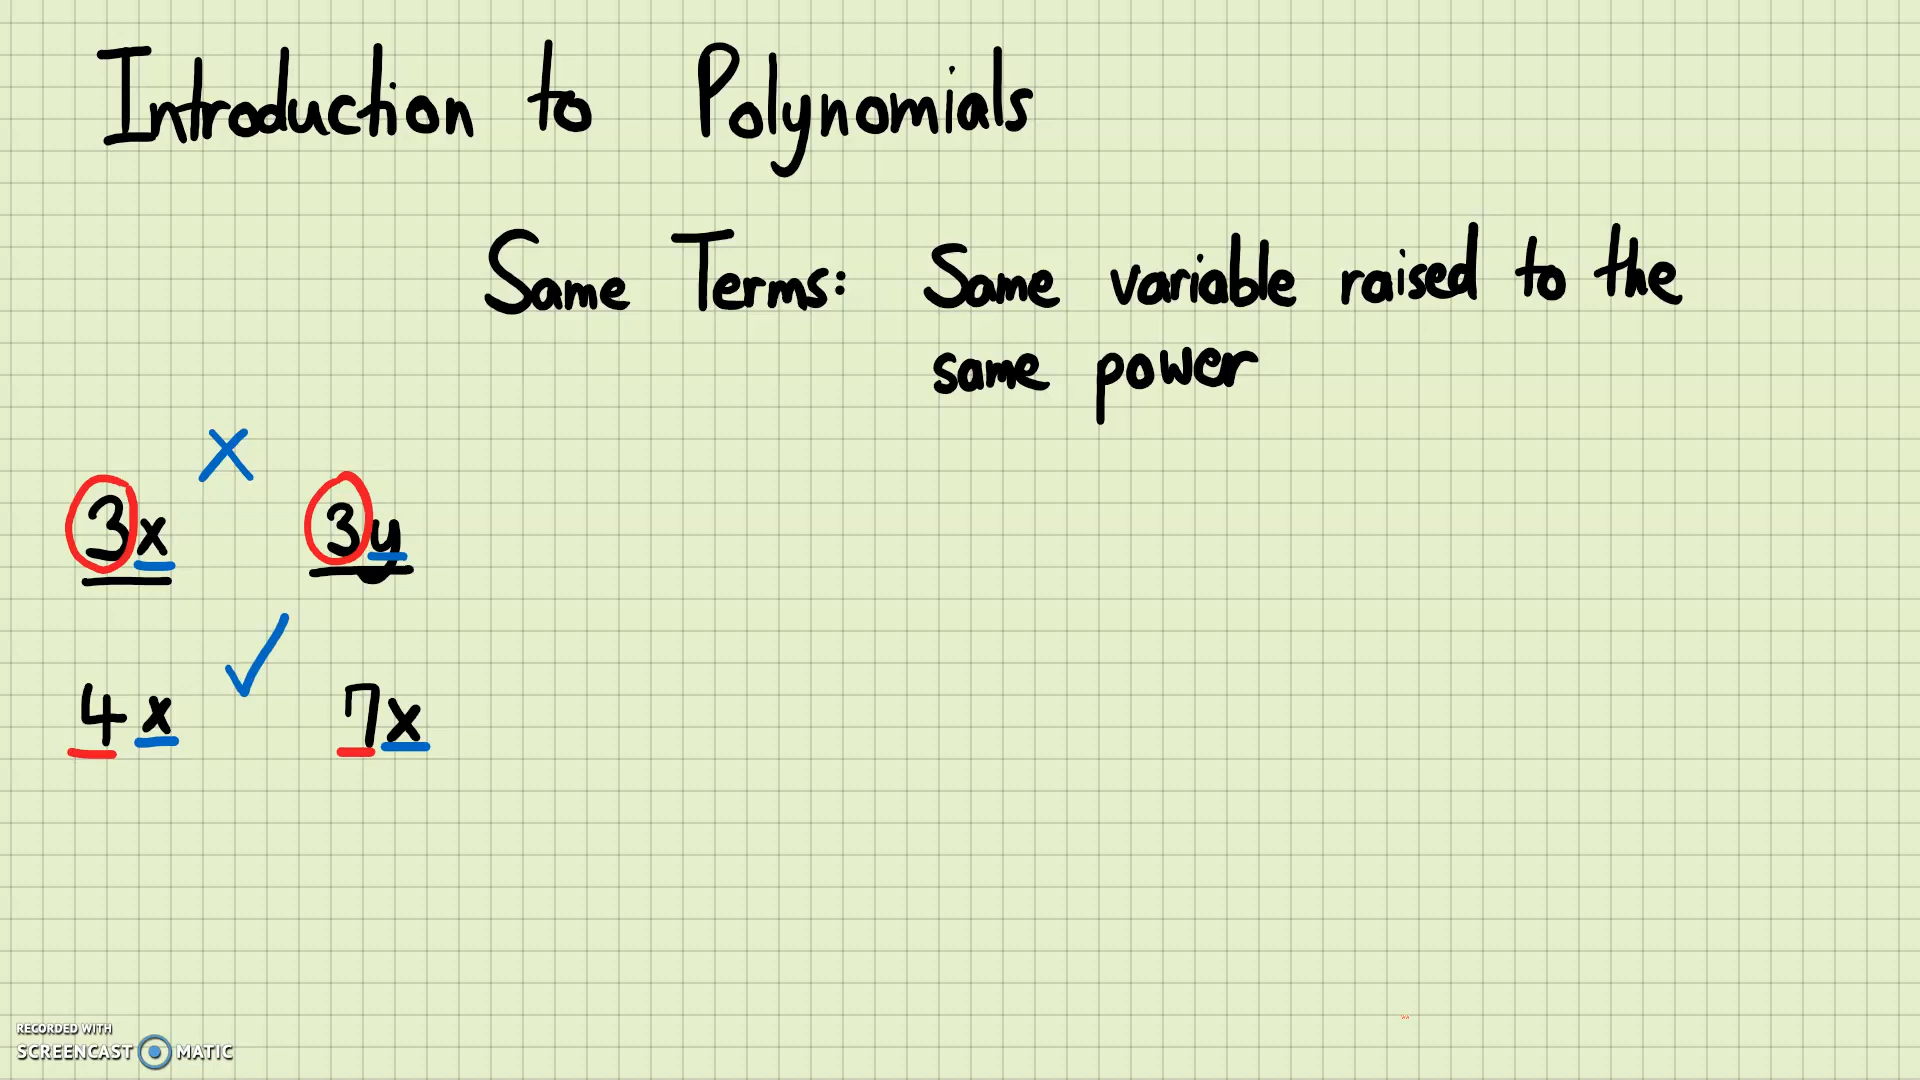 Introduction to Polynomials
Same Terms: Same variable raised to the
same power
3x 3y
4x 7x
RECORDED WITH
SCREENCAST MATIC